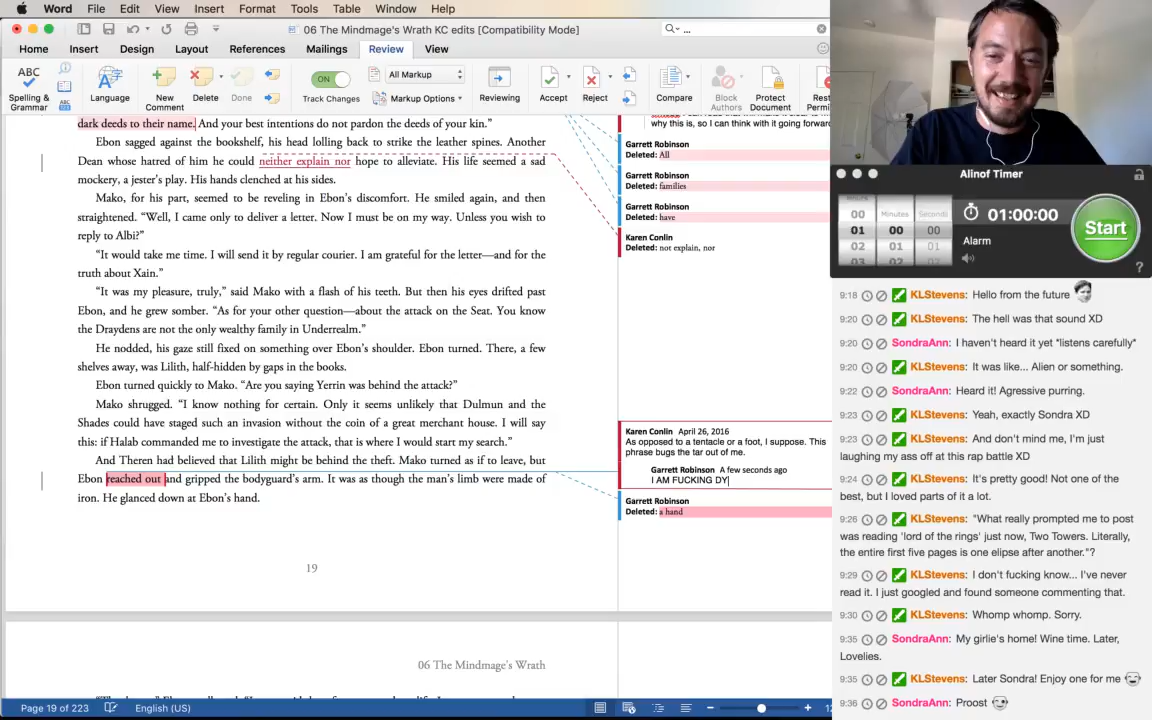 Word File Edit View Insert Format Tools Table Window Help
06 The Mindmage's Wrath KC edits [Compatibility Mode]
...
Home Insert Design Layout References Mailings Review View
ABC
Spelling &
Grammar
Language
New
Comment
Delete
Done
ON
Track Changes
All Markup
Markup Options
Reviewing
Accept
Reject
Compare
Block
Authors
Protect
Document
Rest
Permi
dark deeds to their name. And your best intentions do not pardon the deeds of your kin.”
Ebon sagged against the bookshelf, his head lolling back to strike the leather spines. Another
Dean whose hatred of him he could neither explain nor hope to alleviate. His life seemed a sad
mockery, a jester’s play. His hands clenched at his sides.
Mako, for his part, seemed to be reveling in Ebon’s discomfort. He smiled again, and then
straightened. “Well, I came only to deliver a letter. Now I must be on my way. Unless you wish to
reply to Albi?”
“It would take me time. I will send it by regular courier. I am grateful for the letter—and for the
truth about Xain.”
“It was my pleasure, truly,” said Mako with a flash of his teeth. But then his eyes drifted past
Ebon, and he grew somber. “As for your other question—about the attack on the Seat. You know
the Draydens are not the only wealthy family in Underrealm.”
He nodded, his gaze still fixed on something over Ebon’s shoulder. Ebon turned. There, a few
shelves away, was Lilith, half-hidden by gaps in the books.
Ebon turned quickly to Mako. “Are you saying Yerrin was behind the attack?”
Mako shrugged. “I know nothing for certain. Only it seems unlikely that Dulmun and the
Shades could have staged such an invasion without the coin of a great merchant house. I will say
this: if Halab commanded me to investigate the attack, that is where I would start my search.”
And Theren had believed that Lilith might be behind the theft. Mako turned as if to leave, but
Ebon reached out and gripped the bodyguard’s arm. It was as though the man’s limb were made of
iron. He glanced down at Ebon’s hand.
19
06 The Mindmage's Wrath
why this is, so I can think with it going forward
Garrett Robinson
Deleted: All
Garrett Robinson
Deleted: families
Garrett Robinson
Deleted: have
Karen Conlin
Deleted: not explain, nor
Karen Conlin April 26, 2016
As opposed to a tentacle or a foot, I suppose. This
phrase bugs the tar out of me.
Garrett Robinson A few seconds ago
I AM FUCKING DY
Garrett Robinson
Deleted: a hand
Page 19 of 223 English (US)
Alinof Timer
00 Minutes Seconds
01 00 00
02 01 01
01:00:00
Alarm
Start
?
9:18 KLStevens: Hello from the future
9:20 KLStevens: The hell was that sound XD
9:20 SondraAnn: I haven't heard it yet *listens carefully*
9:20 KLStevens: It was like... Alien or something.
9:22 SondraAnn: Heard it! Agressive purring.
9:23 KLStevens: Yeah, exactly Sondra XD
9:23 KLStevens: And don't mind me, I'm just
laughing my ass off at this rap battle XD
9:24 KLStevens: It's pretty good! Not one of the
best, but I loved parts of it a lot.
9:26 KLStevens: "What really prompted me to post
was reading 'lord of the rings' just now, Two Towers. Literally,
the entire first five pages is one elipse after another."?
9:29 KLStevens: I don't fucking know... I've never
read it. I just googled and found someone commenting that.
9:30 KLStevens: Whomp whomp. Sorry.
9:35 SondraAnn: My girlie's home! Wine time. Later,
Lovelies.
9:35 KLStevens: Later Sondra! Enjoy one for me
9:36 SondraAnn: Proost